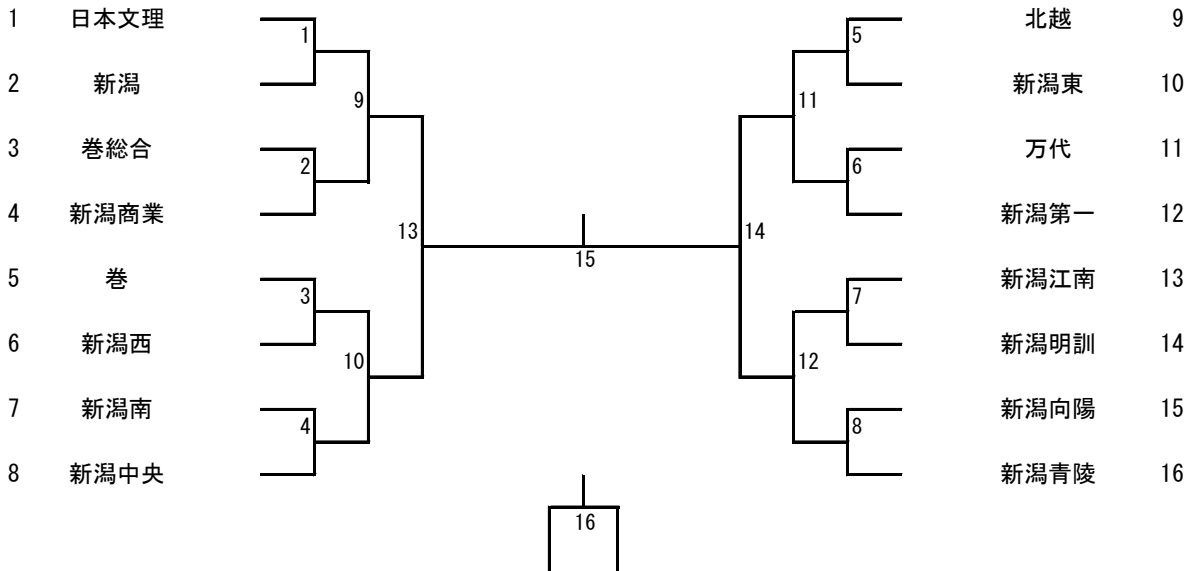 1 日本文理 1 5 北越 9
2 新潟 9 11 新潟東 10
3 巻総合 2 6 万代 11
4 新潟商業 13 14 新潟第一 12
15
5 巻 3 7 新潟江南 13
6 新潟西 10 12 新潟明訓 14
7 新潟南 4 8 新潟向陽 15
8 新潟中央 新潟青陵 16
16